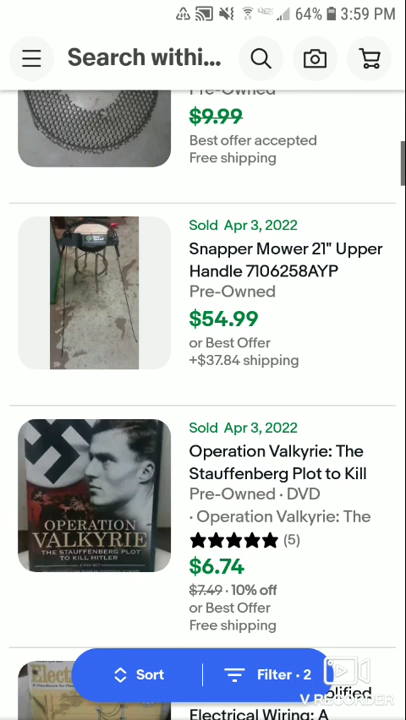 64% 3:59 PM
Search withi...
Pre-Owned
$9.99
Best offer accepted
Free shipping
Sold Apr 3, 2022
Snapper Mower 21" Upper
Handle 7106258AYP
Pre-Owned
$54.99
or Best Offer
+$37.84 shipping
Sold Apr 3, 2022
Operation Valkyrie: The
Stauffenberg Plot to Kill
Pre-Owned · DVD
· Operation Valkyrie: The
(5)
$6.74
$7.49 · 10% off
or Best Offer
Free shipping
OPERATION
VALKYRIE
THE STAUFFENBERG PLOT
TO KILL HITLER
Sort
Filter · 2
V RECORDER
Electrical Wiring: A